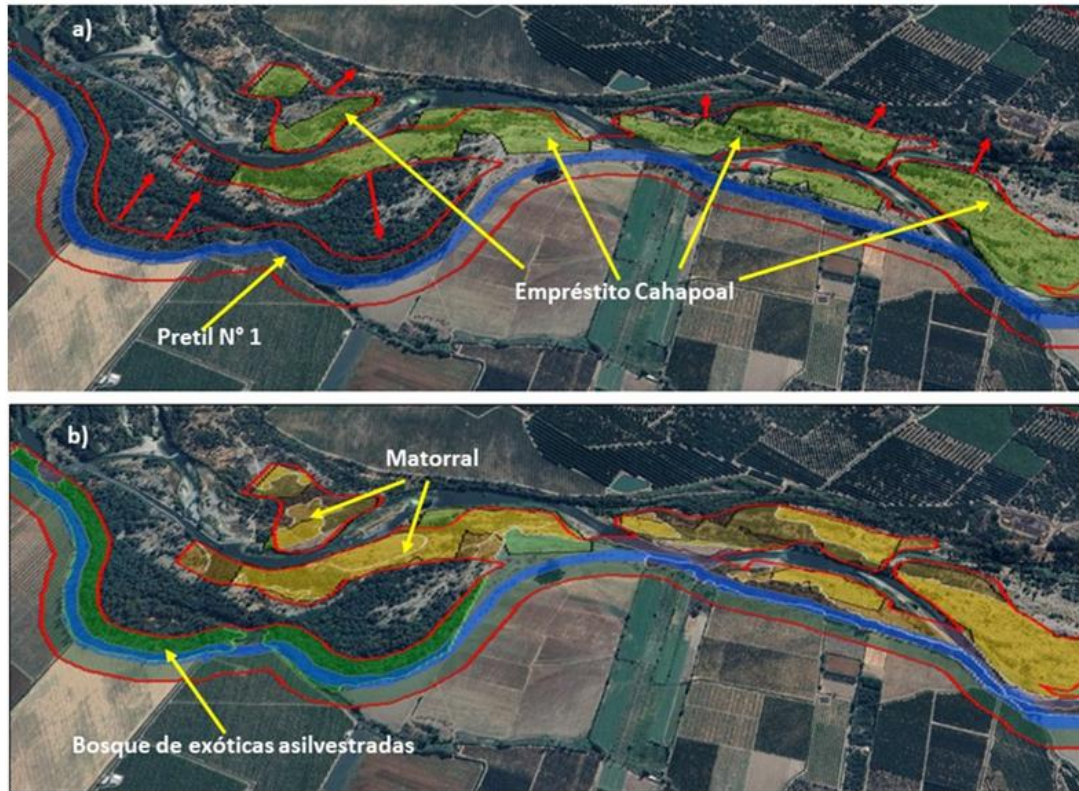 a)
Empréstito Cahapoal
Pretil N° 1
b)
Matorral
Bosque de exóticas asilvestradas